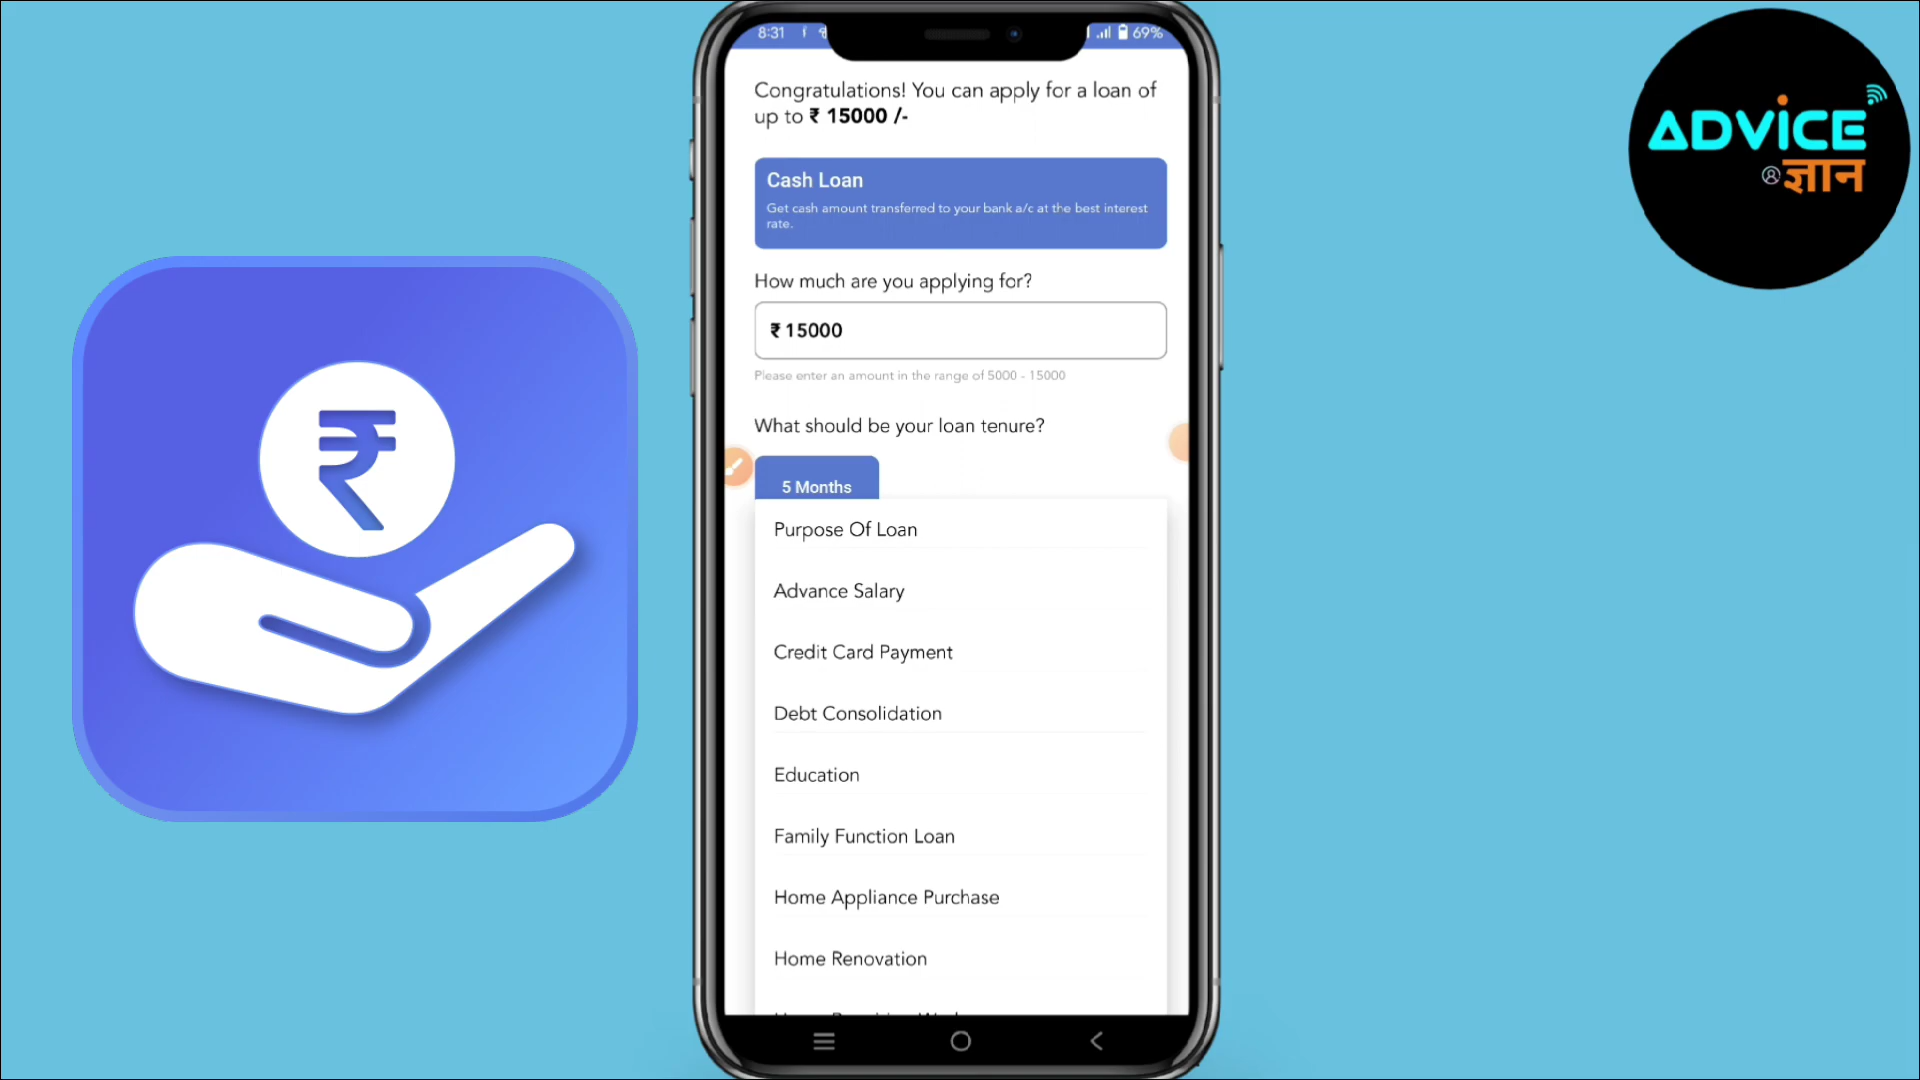 8:31
69%
Congratulations! You can apply for a loan of
up to ₹ 15000 /-
Cash Loan
Get cash amount transferred to your bank a/c at the best interest
rate.
How much are you applying for?
₹ 15000
Please enter an amount in the range of 5000 - 15000
What should be your loan tenure?
5 Months
Purpose Of Loan
Advance Salary
Credit Card Payment
Debt Consolidation
Education
Family Function Loan
Home Appliance Purchase
Home Renovation
₹
ADViCE
ज्ञान